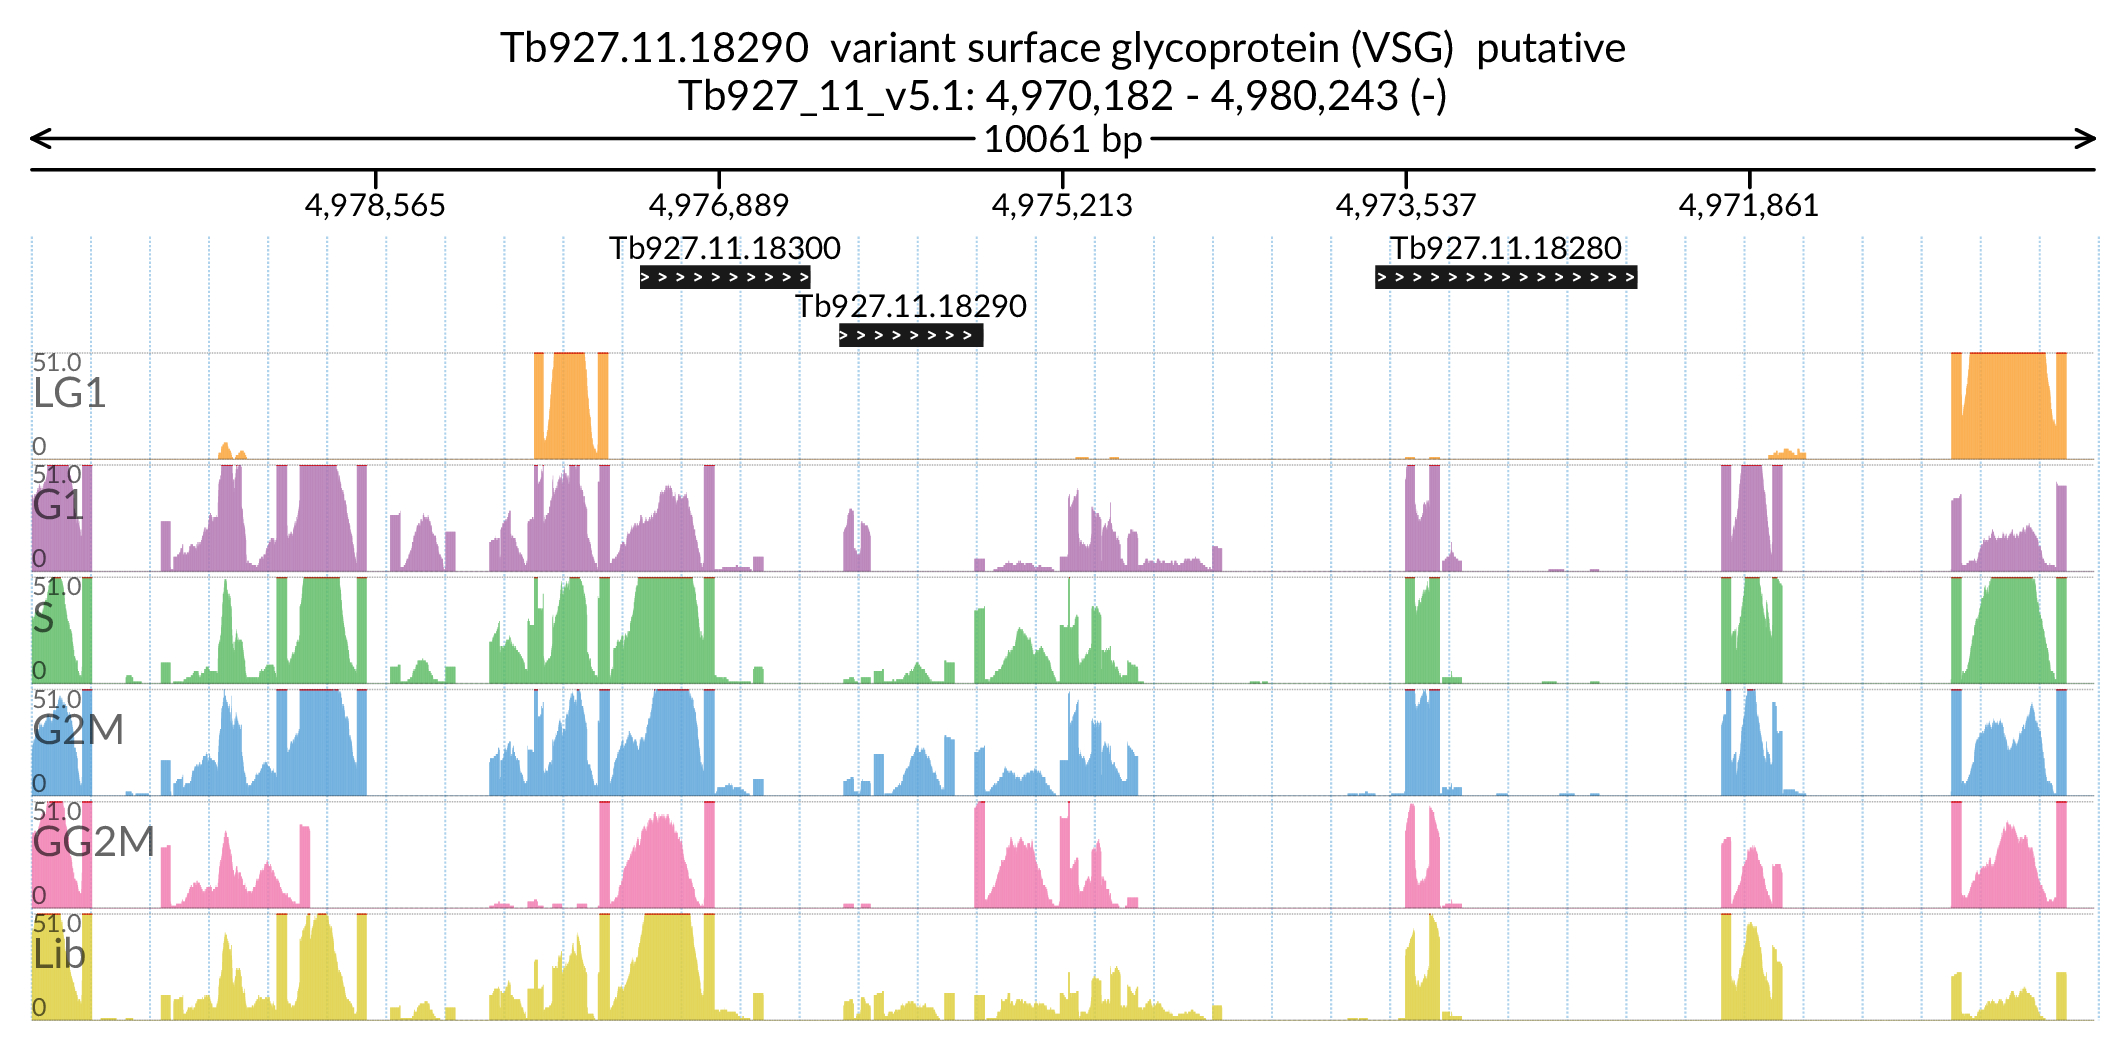 Tb927.11.18290  variant surface glycoprotein (VSG)  putative
Tb927_11_v5.1: 4,970,182 - 4,980,243 (-)
10061 bp
4,978,565 4,976,889 4,975,213 4,973,537 4,971,861
Tb927.11.18300 Tb927.11.18280
Tb927.11.18290
51.0
LG1
0
51.0
G1
0
51.0
S
0
51.0
G2M
0
51.0
GG2M
0
51.0
Lib
0